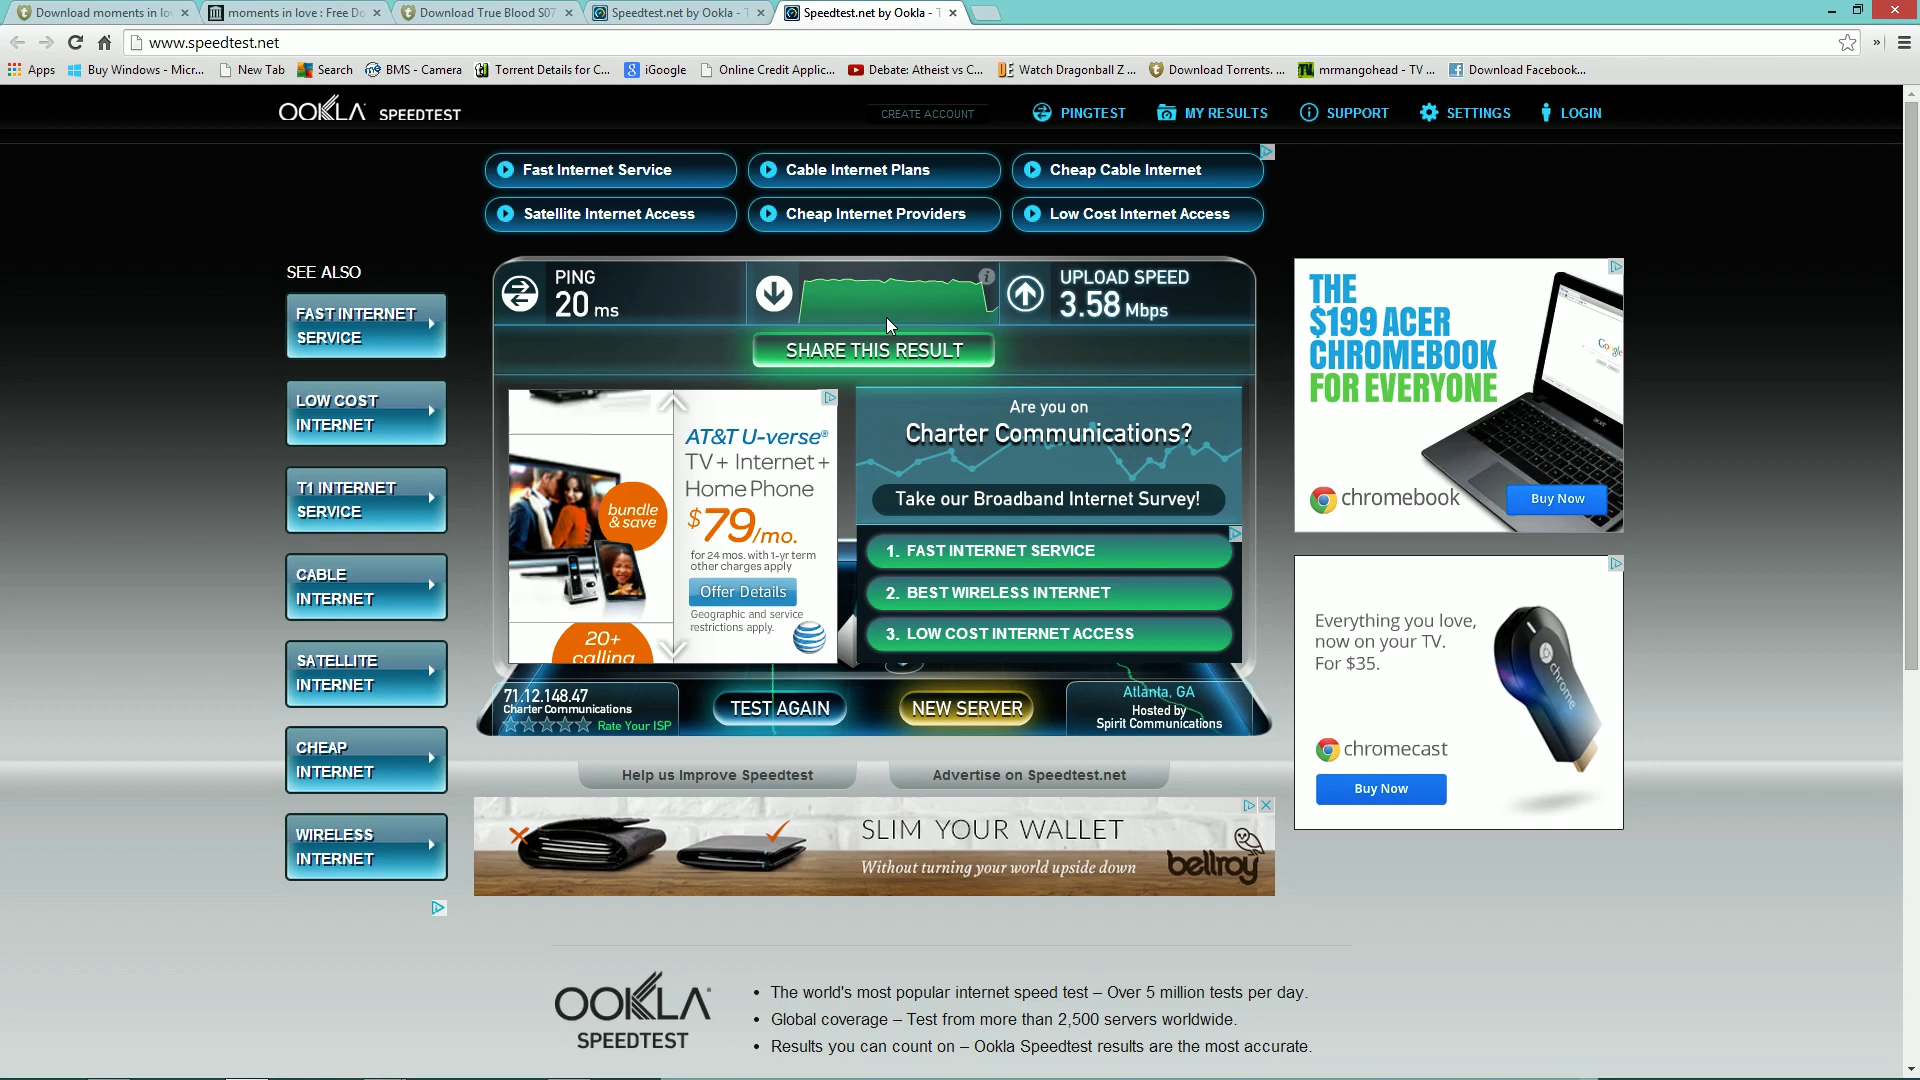 Download moments in lo
moments in love : Free Do
Download True Blood S07
Speedtest.net by Ookla - T
Speedtest.net by Ookla - T
www.speedtest.net
Apps
Buy Windows - Micr...
New Tab
Search
BMS - Camera
Torrent Details for C...
iGoogle
Online Credit Applic...
Debate: Atheist vs C...
Watch Dragonball Z ...
Download Torrents. ...
mrmangohead - TV ...
Download Facebook...
OOKLA SPEEDTEST
CREATE ACCOUNT
PINGTEST
MY RESULTS
SUPPORT
SETTINGS
LOGIN
Fast Internet Service
Cable Internet Plans
Cheap Cable Internet
Satellite Internet Access
Cheap Internet Providers
Low Cost Internet Access
SEE ALSO
FAST INTERNET
SERVICE
LOW COST
INTERNET
T1 INTERNET
SERVICE
CABLE
INTERNET
SATELLITE
INTERNET
CHEAP
INTERNET
WIRELESS
INTERNET
PING
20 ms
UPLOAD SPEED
3.58 Mbps
SHARE THIS RESULT
bundle
& save
20+
calling
AT&T U-verse®
TV + Internet +
Home Phone
$79/mo.
for 24 mos. with 1-yr term
other charges apply
Offer Details
Geographic and service
restrictions apply.
Are you on
Charter Communications?
Take our Broadband Internet Survey!
1. FAST INTERNET SERVICE
2. BEST WIRELESS INTERNET
3. LOW COST INTERNET ACCESS
71.12.148.47
Charter Communications
Rate Your ISP
TEST AGAIN
NEW SERVER
Atlanta, GA
Hosted by
Spirit Communications
Help us Improve Speedtest
Advertise on Speedtest.net
SLIM YOUR WALLET
Without turning your world upside down
bellroy
THE
$199 ACER
CHROMEBOOK
FOR EVERYONE
Google
chromebook
Buy Now
Everything you love,
now on your TV.
For $35.
chrome
chromecast
Buy Now
OOKLA
SPEEDTEST
• The world's most popular internet speed test – Over 5 million tests per day.
• Global coverage – Test from more than 2,500 servers worldwide.
• Results you can count on – Ookla Speedtest results are the most accurate.